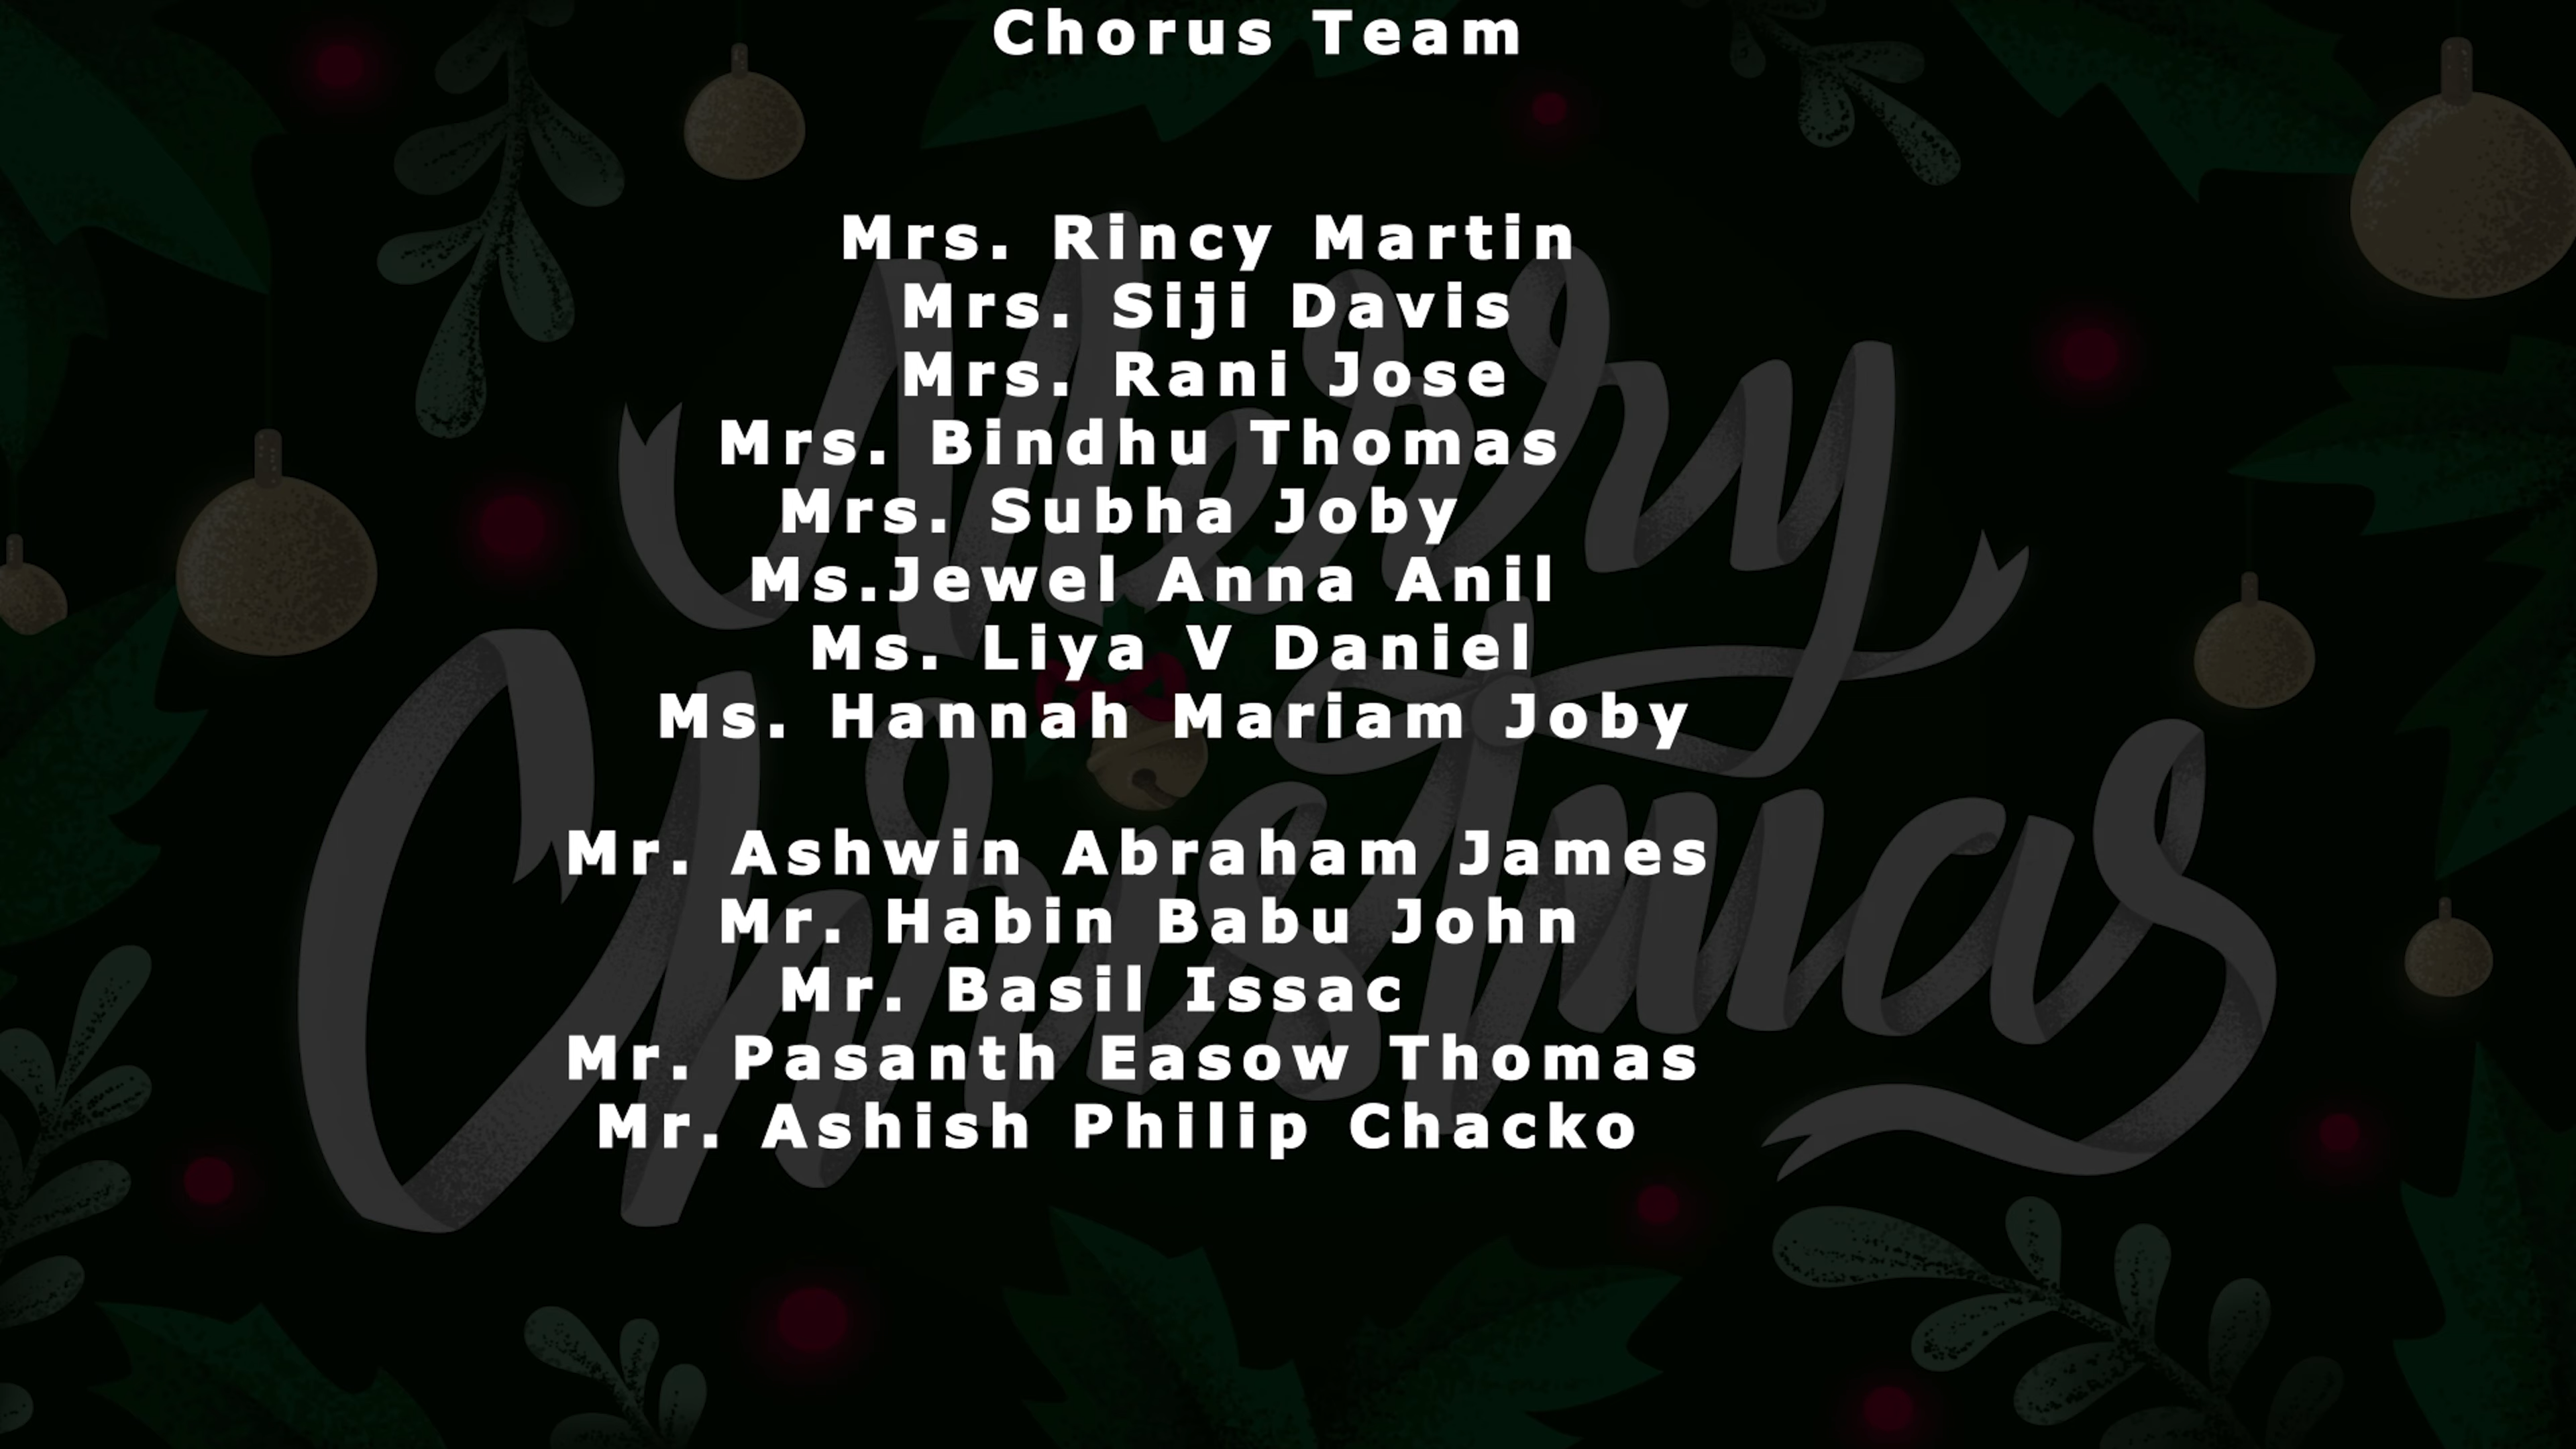 Chorus Team
Mrs. Rincy Martin
Mrs. Siji Davis
Mrs. Rani Jose
Mrs. Bindhu Thomas
Mrs. Subha Joby
Ms.Jewel Anna Anil
Ms. Liya V Daniel
Ms. Hannah Mariam Joby
Mr. Ashwin Abraham James
Mr. Habin Babu John
Mr. Basil Issac
Mr. Pasanth Easow Thomas
Mr. Ashish Philip Chacko
Merry
Christmas